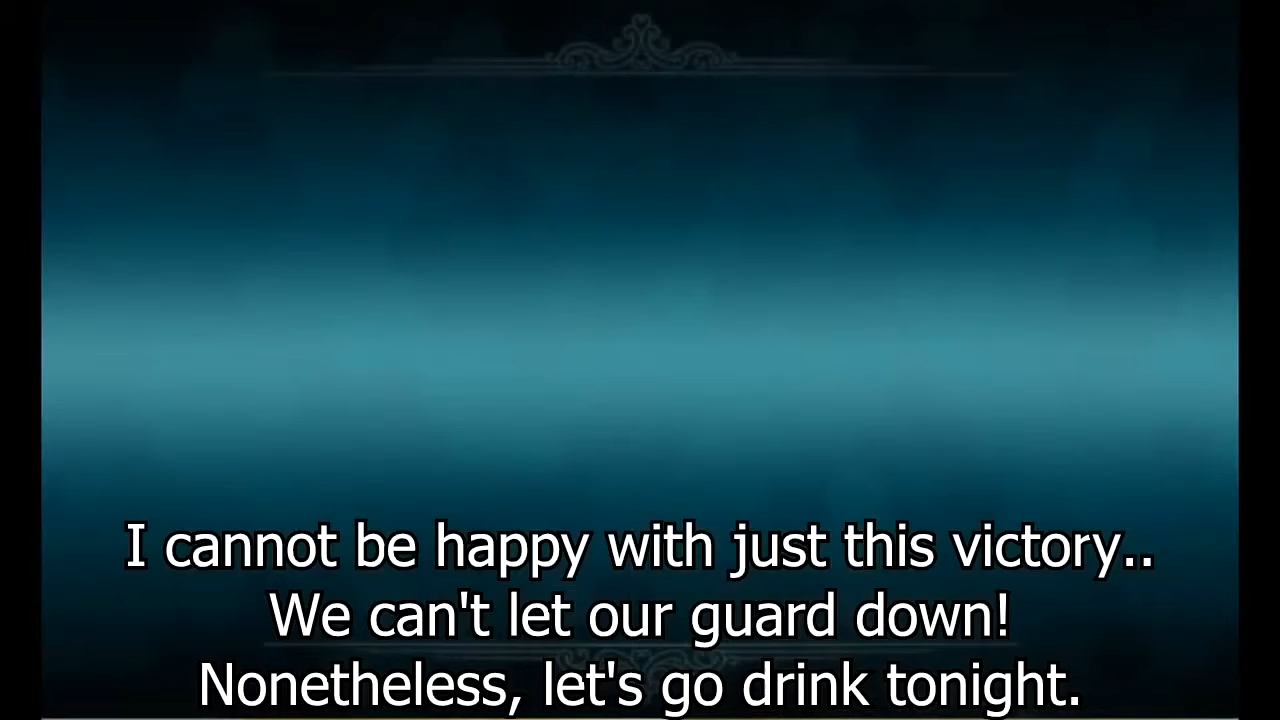 I cannot be happy with just this victory..
We can't let our guard down!
Nonetheless, let's go drink tonight.